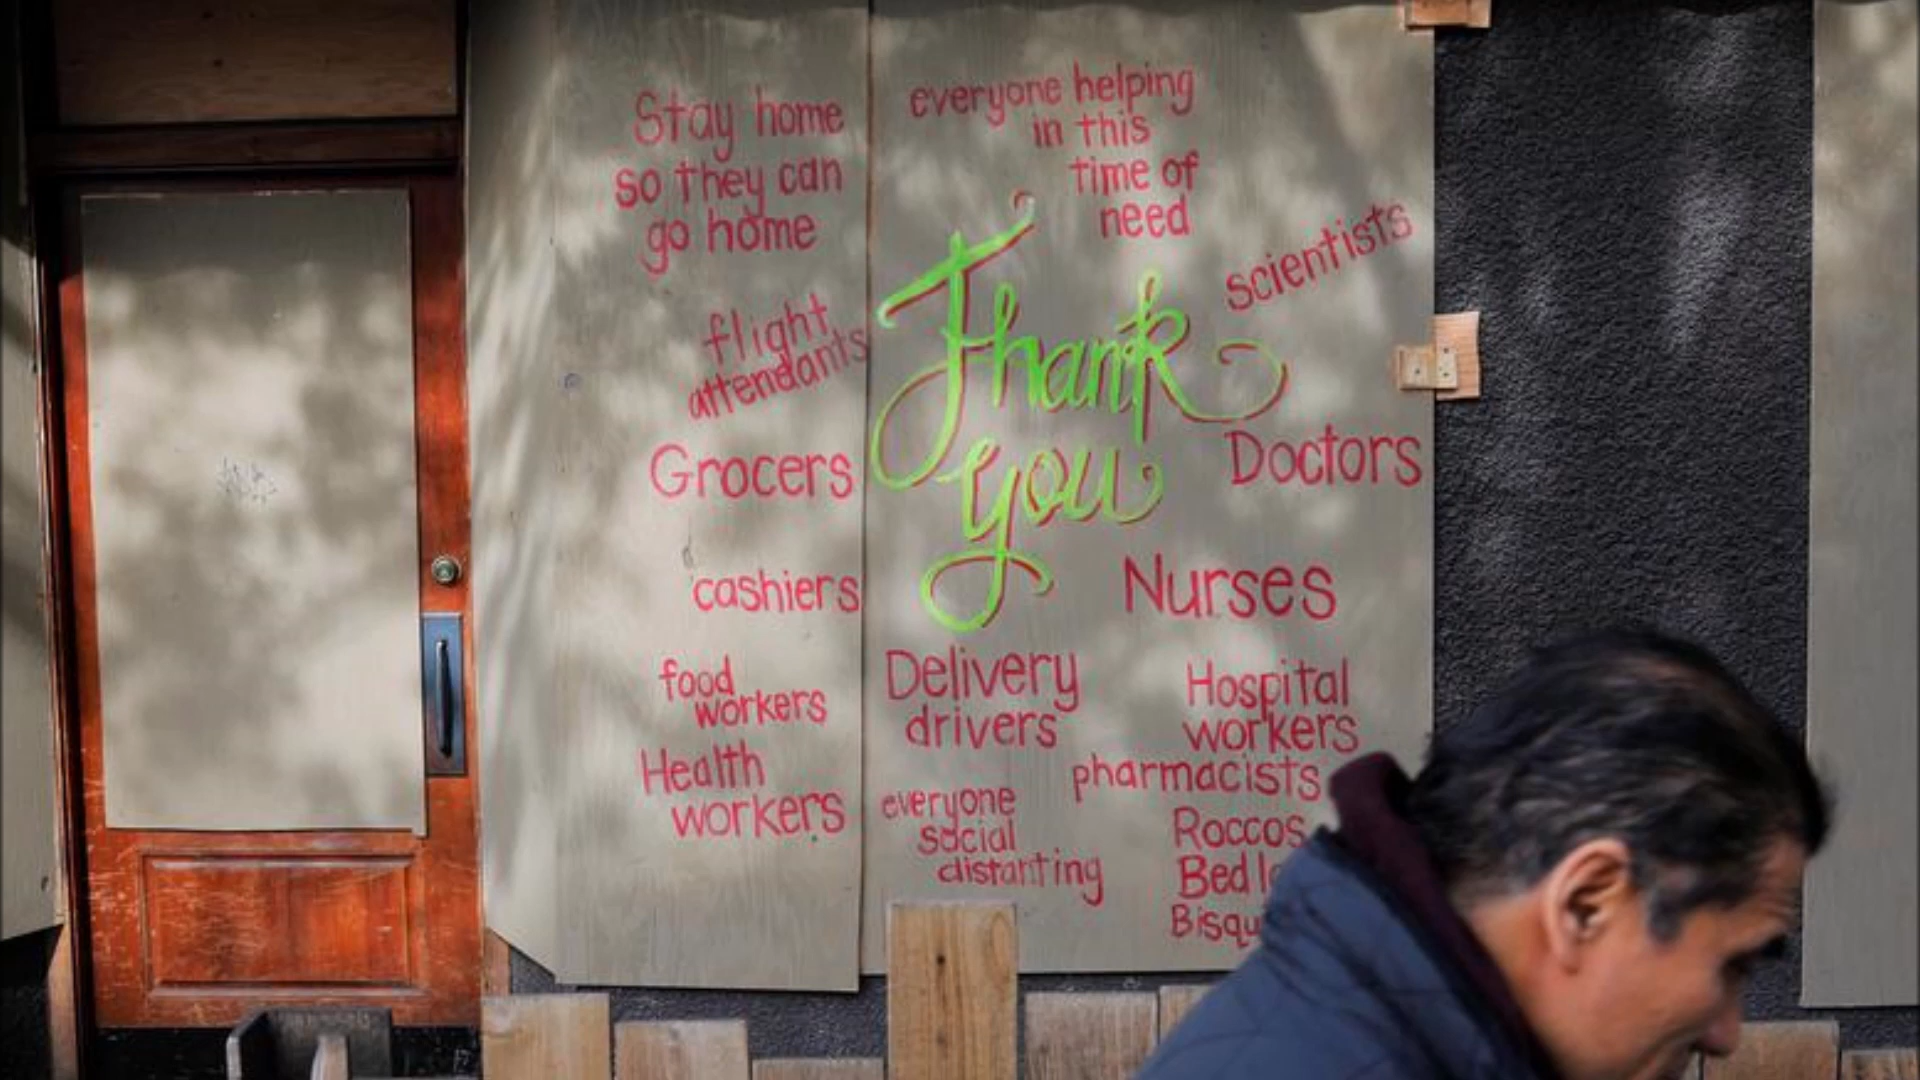 Stay home
so they can
go home
everyone helping
in this
time of
need
scientists
flight
attendants
Thank
you
Grocers
Doctors
cashiers
Nurses
food
workers
Delivery
drivers
Hospital
workers
Health
workers
pharmacists
everyone
social
distanting
Roccos
Bed